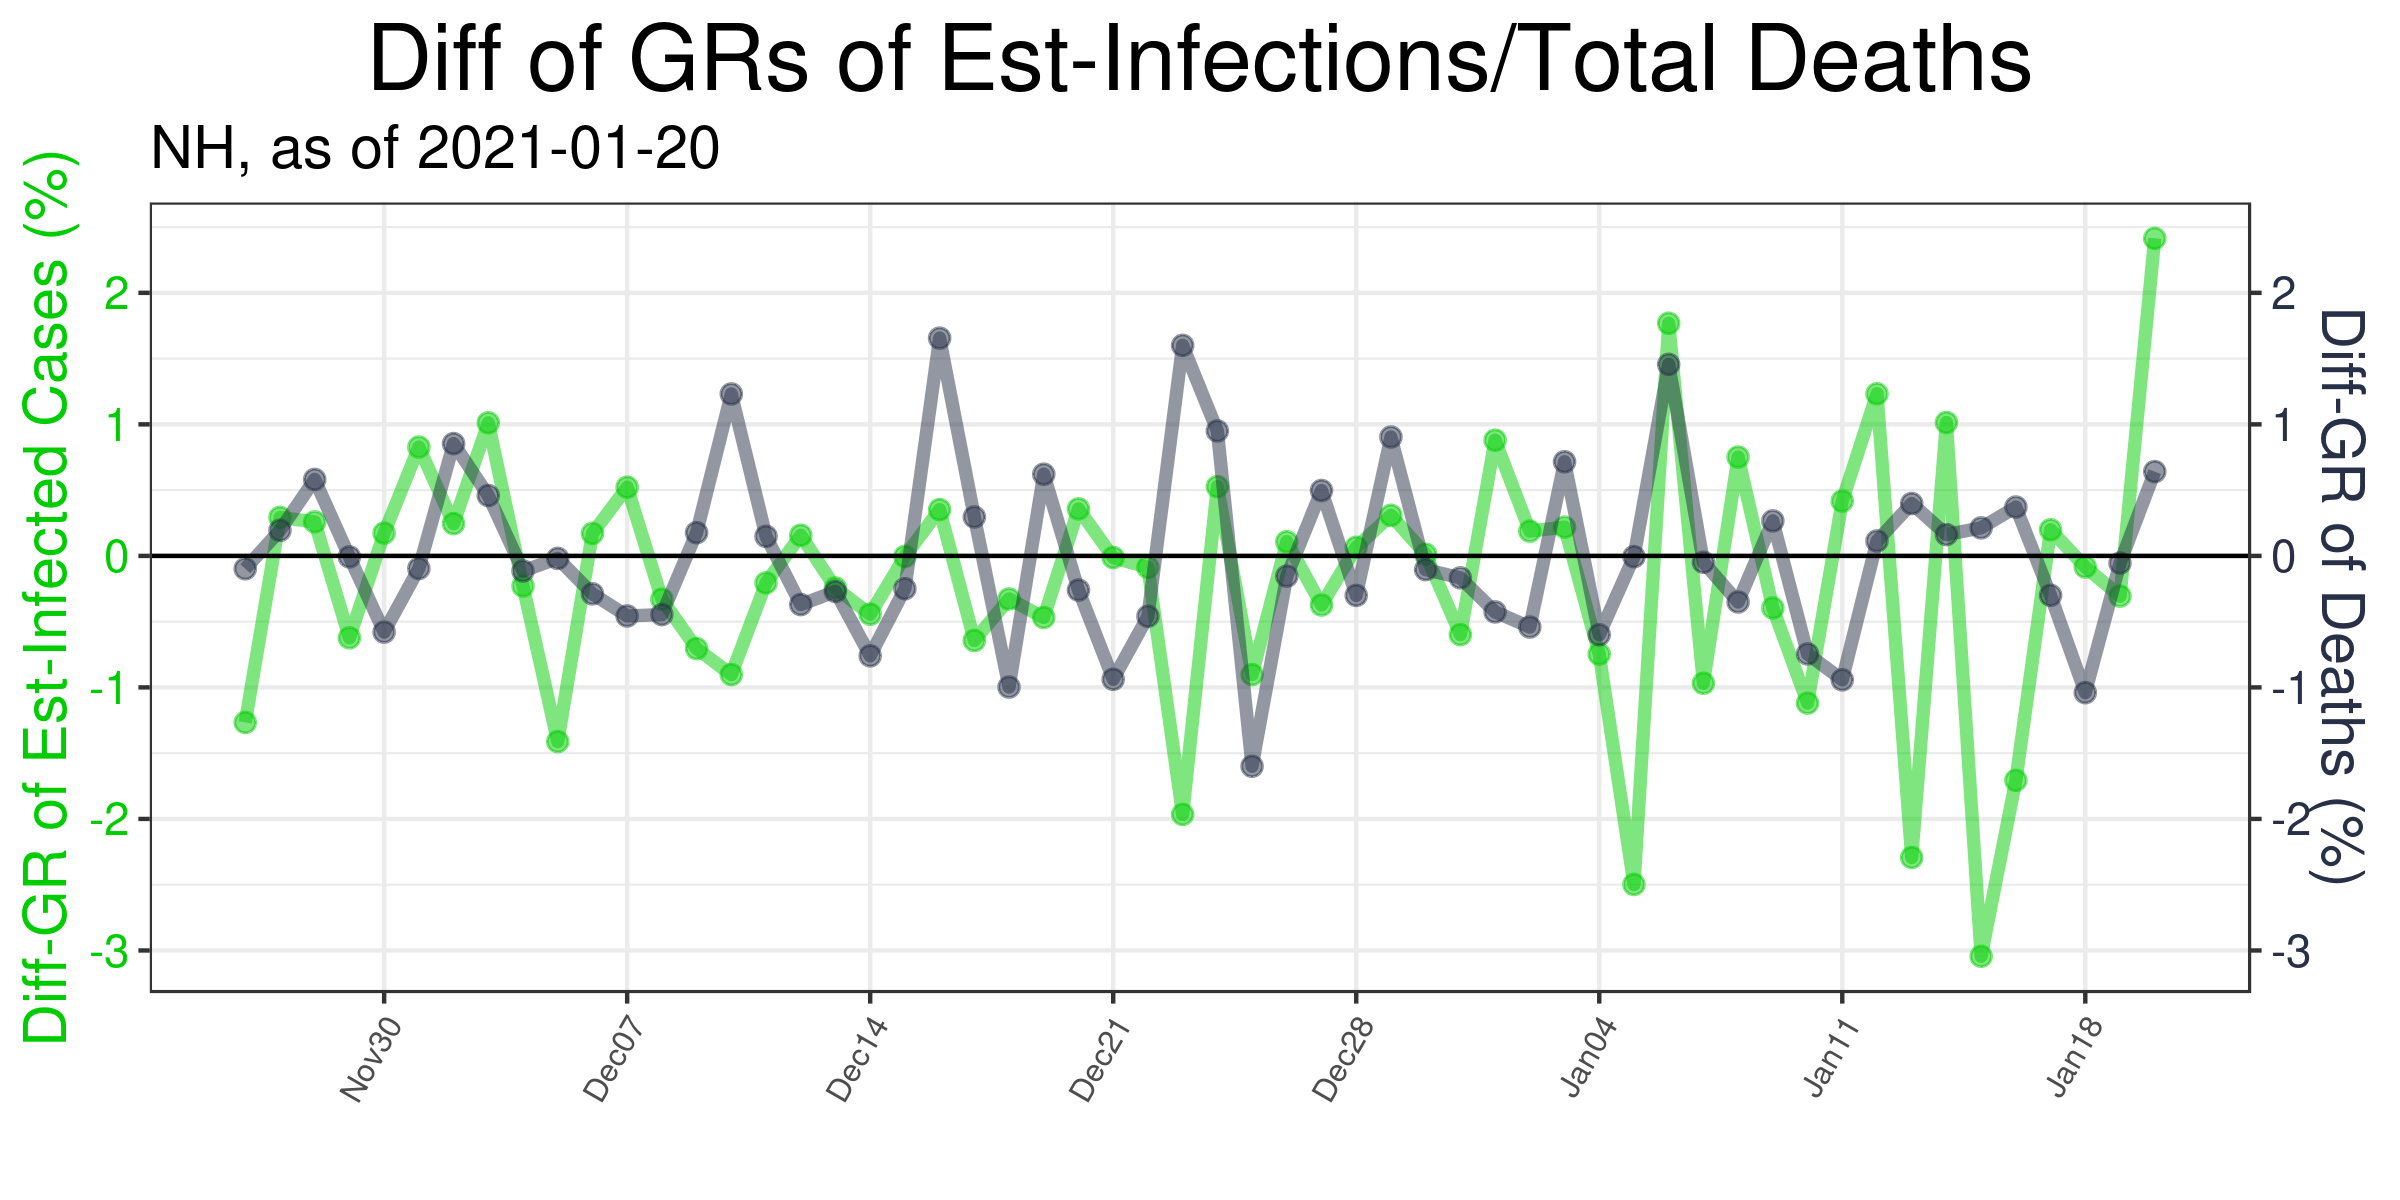 Diff of GRs of Est-Infections/Total Deaths
NH, as of 2021-01-20
Diff-GR of Est-Infected Cases (%)
2
1
0
-1
-2
-3
2
1
0
-1
-2
-3
Diff-GR of Deaths (%)
Nov30
Dec07
Dec14
Dec21
Dec28
Jan04
Jan11
Jan18